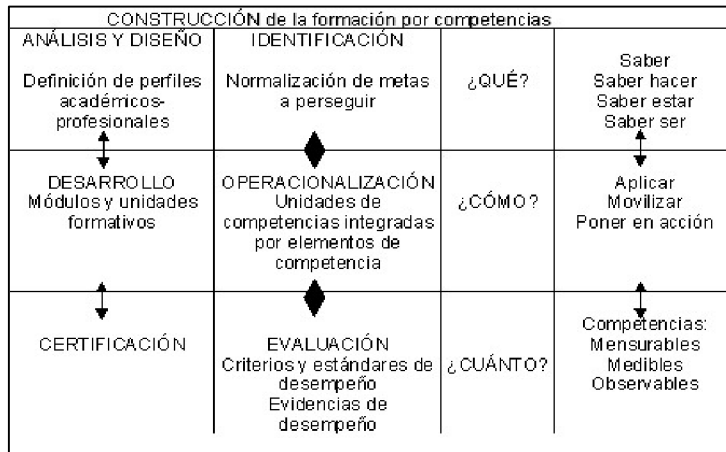 CONSTRUCCIÓN de la formación por competencias
ANÁLISIS Y DISEÑO
Definición de perfiles
académicos-
profesionales
IDENTIFICACIÓN
Normalización de metas
a perseguir
¿QUÉ?
Saber
Saber hacer
Saber estar
Saber ser
DESARROLLO
Módulos y unidades
formativos
OPERACIONALIZACIÓN
Unidades de
competencias integradas
por elementos de
competencia
¿CÓMO?
Aplicar
Movilizar
Poner en acción
CERTIFICACIÓN
EVALUACIÓN
Criterios y estándares de
desempeño
Evidencias de
desempeño
¿CUÁNTO?
Competencias:
Mensurables
Medibles
Observables